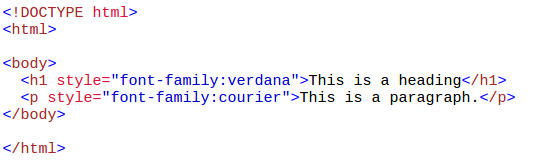 <!DOCTYPE html>
<html>

<body>
  <h1 style="font-family:verdana">This is a heading</h1>
  <p style="font-family:courier">This is a paragraph.</p>
</body>

</html>